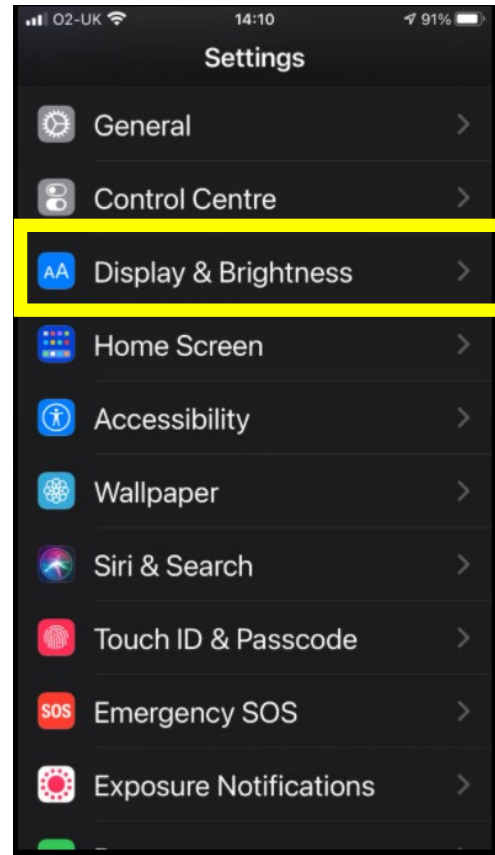 O2-UK 14:10 91%
Settings
General
Control Centre
AA Display & Brightness
Home Screen
Accessibility
Wallpaper
Siri & Search
Touch ID & Passcode
SOS Emergency SOS
Exposure Notifications